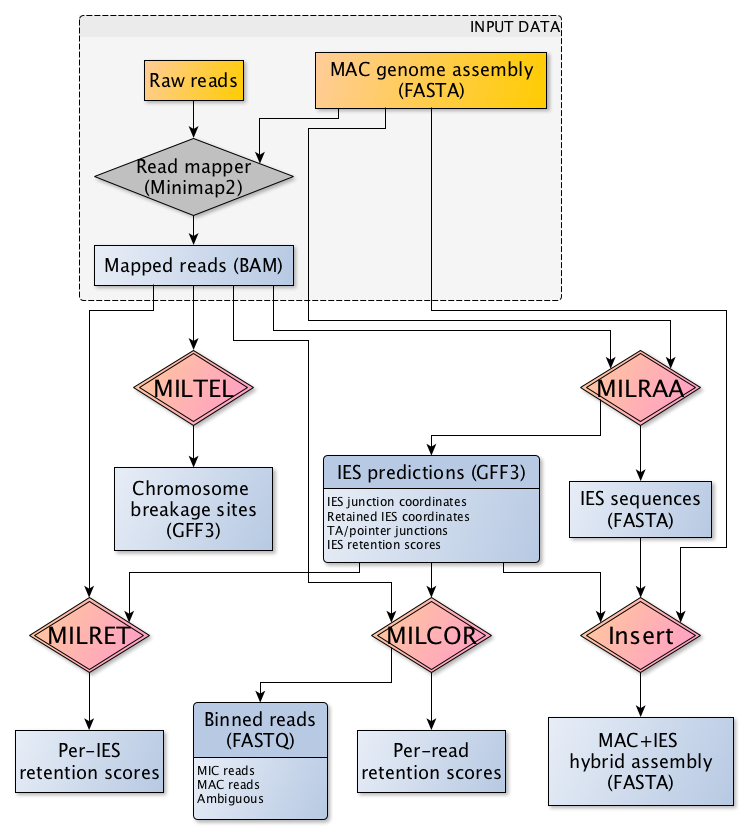 INPUT DATA
Raw reads
MAC genome assembly
(FASTA)
Read mapper
(Minimap2)
Mapped reads (BAM)
MILTEL
MILRAA
Chromosome
breakage sites
(GFF3)
IES predictions (GFF3)
IES junction coordinates
Retained IES coordinates
TA/pointer junctions
IES retention scores
IES sequences
(FASTA)
MILRET
MILCOR
Insert
Per-IES
retention scores
Binned reads
(FASTQ)
MIC reads
MAC reads
Ambiguous
Per-read
retention scores
MAC+IES
hybrid assembly
(FASTA)